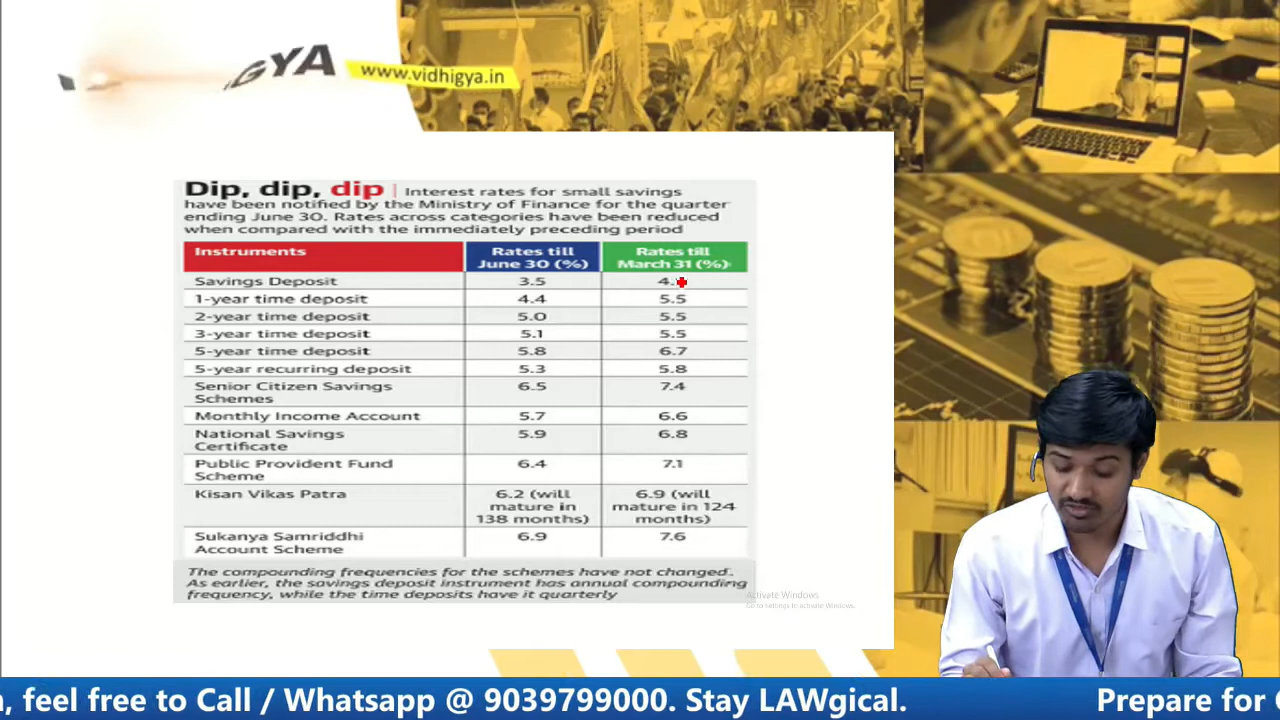 GYA
www.vidhigya.in
Dip, dip, dip | Interest rates for small savings
have been notified by the Ministry of Finance for the quarter
ending June 30. Rates across categories have been reduced
when compared with the immediately preceding period
Instruments Rates till June 30 (%) Rates till March 31 (%)
Savings Deposit 3.5 4.
1-year time deposit 4.4 5.5
2-year time deposit 5.0 5.5
3-year time deposit 5.1 5.5
5-year time deposit 5.8 6.7
5-year recurring deposit 5.3 5.8
Senior Citizen Savings Schemes 6.5 7.4
Monthly Income Account 5.7 6.6
National Savings Certificate 5.9 6.8
Public Provident Fund Scheme 6.4 7.1
Kisan Vikas Patra 6.2 (will mature in 138 months) 6.9 (will mature in 124 months)
Sukanya Samriddhi Account Scheme 6.9 7.6
The compounding frequencies for the schemes have not changed.
As earlier, the savings deposit instrument has annual compounding
frequency, while the time deposits have it quarterly
Activate Windows
Go to Settings to activate Windows.
, feel free to Call / Whatsapp @ 9039799000. Stay LAWgical. Prepare for